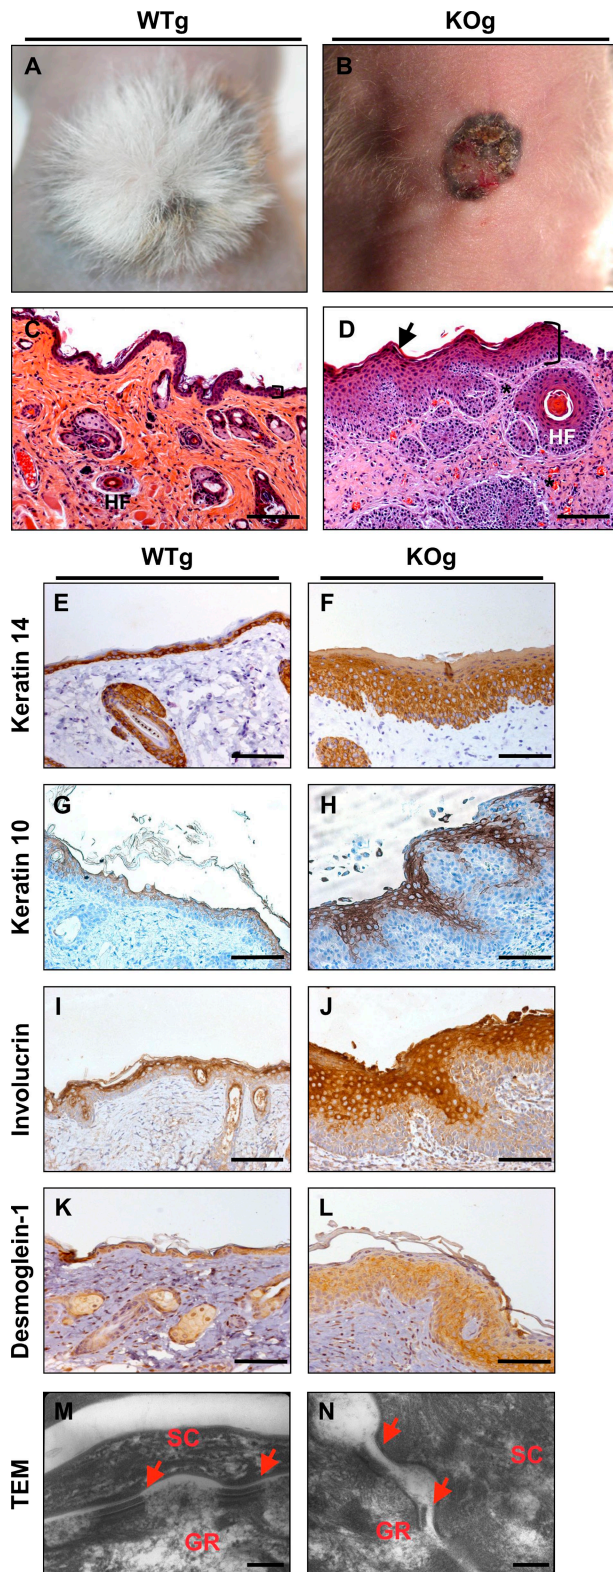 WTg KOg
A B
C D
HF HF
* *
WTg KOg
Keratin 14 E F
Keratin 10 G H
Involucrin I J
Desmoglein-1 K L
TEM M N
SC SC
GR GR